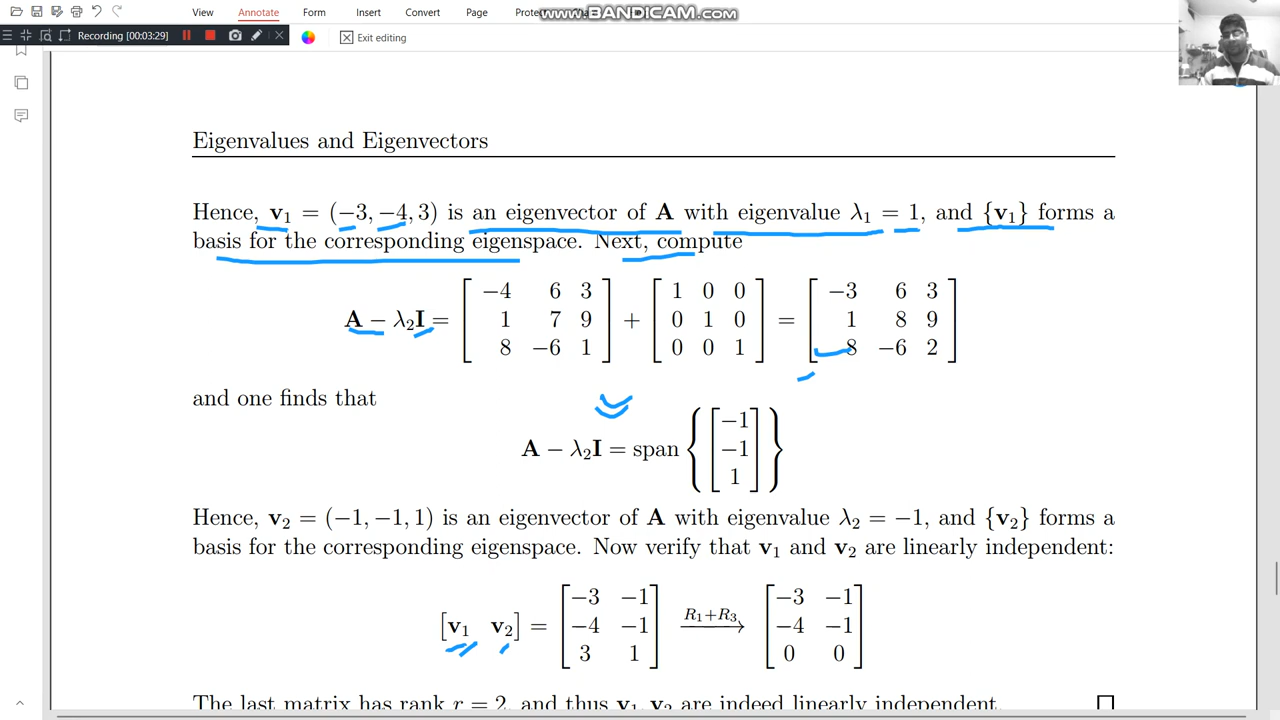 View Annotate Form Insert Convert Page Protect
www.BANDICAM.com
Recording [00:03:29]
Exit editing
Eigenvalues and Eigenvectors
Hence, v₁ = (−3, −4, 3) is an eigenvector of A with eigenvalue λ₁ = 1, and {v₁} forms a
basis for the corresponding eigenspace. Next, compute
A − λ₂I = [ −4 6 3 ; 1 7 9 ; 8 −6 1 ] + [ 1 0 0 ; 0 1 0 ; 0 0 1 ] = [ −3 6 3 ; 1 8 9 ; 8 −6 2 ]
and one finds that
A − λ₂I = span { [ −1 ; −1 ; 1 ] }
Hence, v₂ = (−1, −1, 1) is an eigenvector of A with eigenvalue λ₂ = −1, and {v₂} forms a
basis for the corresponding eigenspace. Now verify that v₁ and v₂ are linearly independent:
[v₁ v₂] = [ −3 −1 ; −4 −1 ; 3 1 ] R₁+R₃ → [ −3 −1 ; −4 −1 ; 0 0 ]
The last matrix has rank r = 2, and thus v₁, v₂ are indeed linearly independent. □